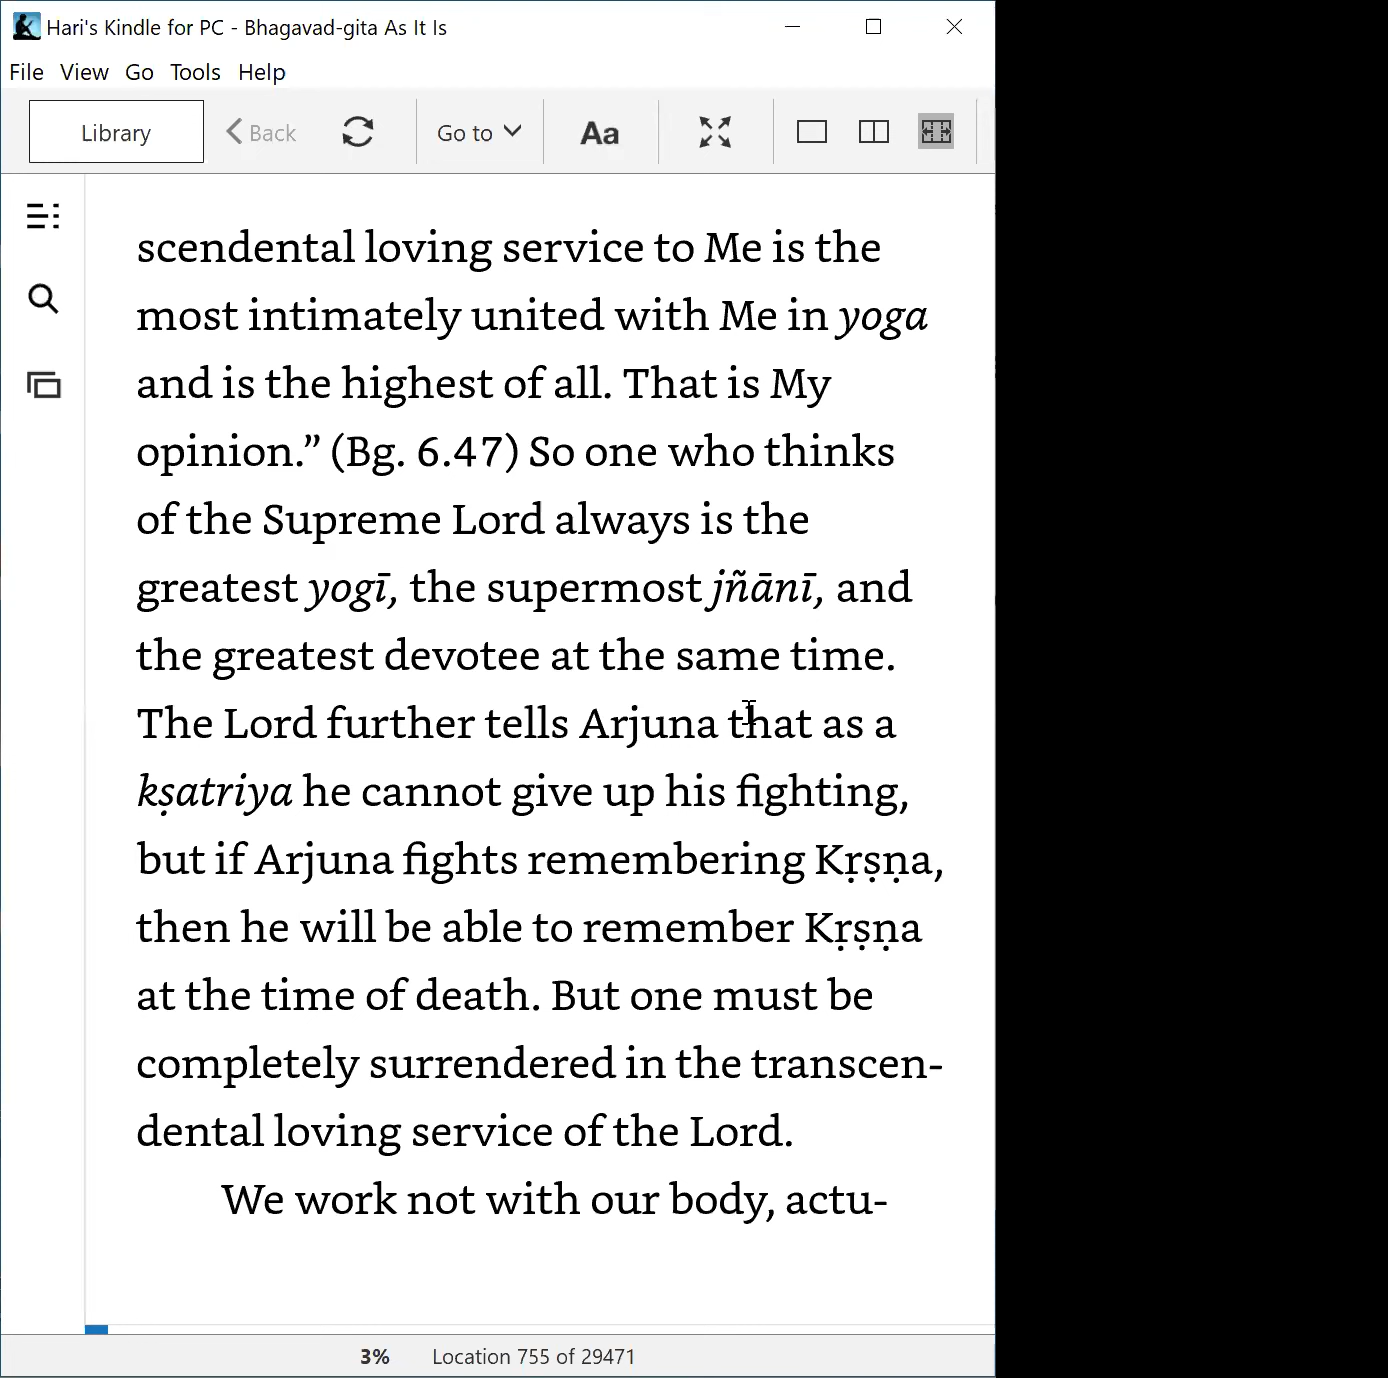 Hari's Kindle for PC - Bhagavad-gita As It Is
File View Go Tools Help
Library Back Go to Aa
scendental loving service to Me is the
most intimately united with Me in yoga
and is the highest of all. That is My
opinion.” (Bg. 6.47) So one who thinks
of the Supreme Lord always is the
greatest yogī, the supermost jñānī, and
the greatest devotee at the same time.
The Lord further tells Arjuna that as a
kṣatriya he cannot give up his fighting,
but if Arjuna fights remembering Kṛṣṇa,
then he will be able to remember Kṛṣṇa
at the time of death. But one must be
completely surrendered in the transcen-
dental loving service of the Lord.
We work not with our body, actu-
3% Location 755 of 29471